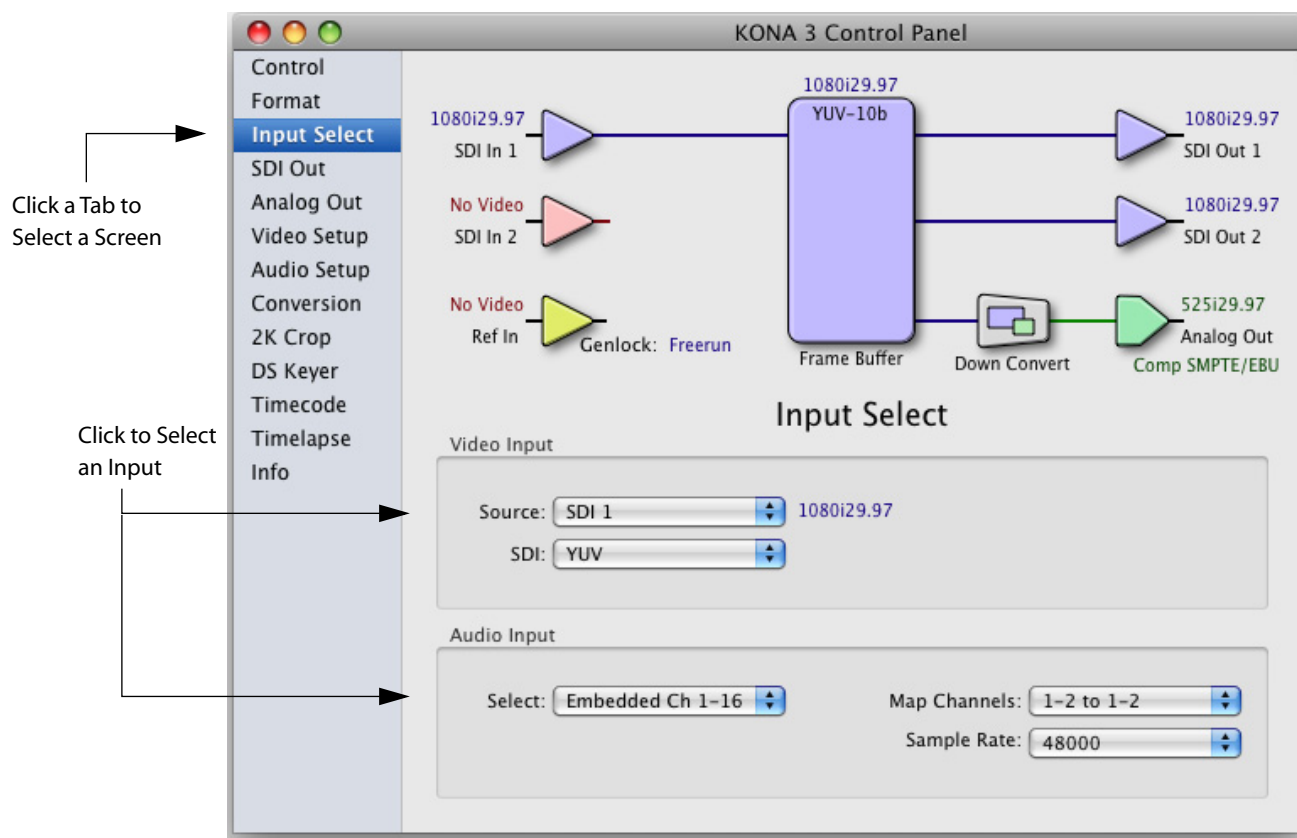 KONA 3 Control Panel
Control
Format
Input Select
SDI Out
Analog Out
Video Setup
Audio Setup
Conversion
2K Crop
DS Keyer
Timecode
Timelapse
Info
Click a Tab to
Select a Screen
Click to Select
an Input
1080i29.97
SDI In 1
No Video
SDI In 2
No Video
Ref In
Genlock: Freerun
1080i29.97
YUV-10b
Frame Buffer
Down Convert
1080i29.97
SDI Out 1
1080i29.97
SDI Out 2
525i29.97
Analog Out
Comp SMPTE/EBU
Input Select
Video Input
Source: SDI 1 1080i29.97
SDI: YUV
Audio Input
Select: Embedded Ch 1-16
Map Channels: 1-2 to 1-2
Sample Rate: 48000